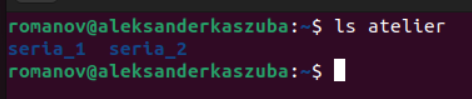 romanov@aleksanderkaszuba:~$ ls atelier
seria_1  seria_2
romanov@aleksanderkaszuba:~$